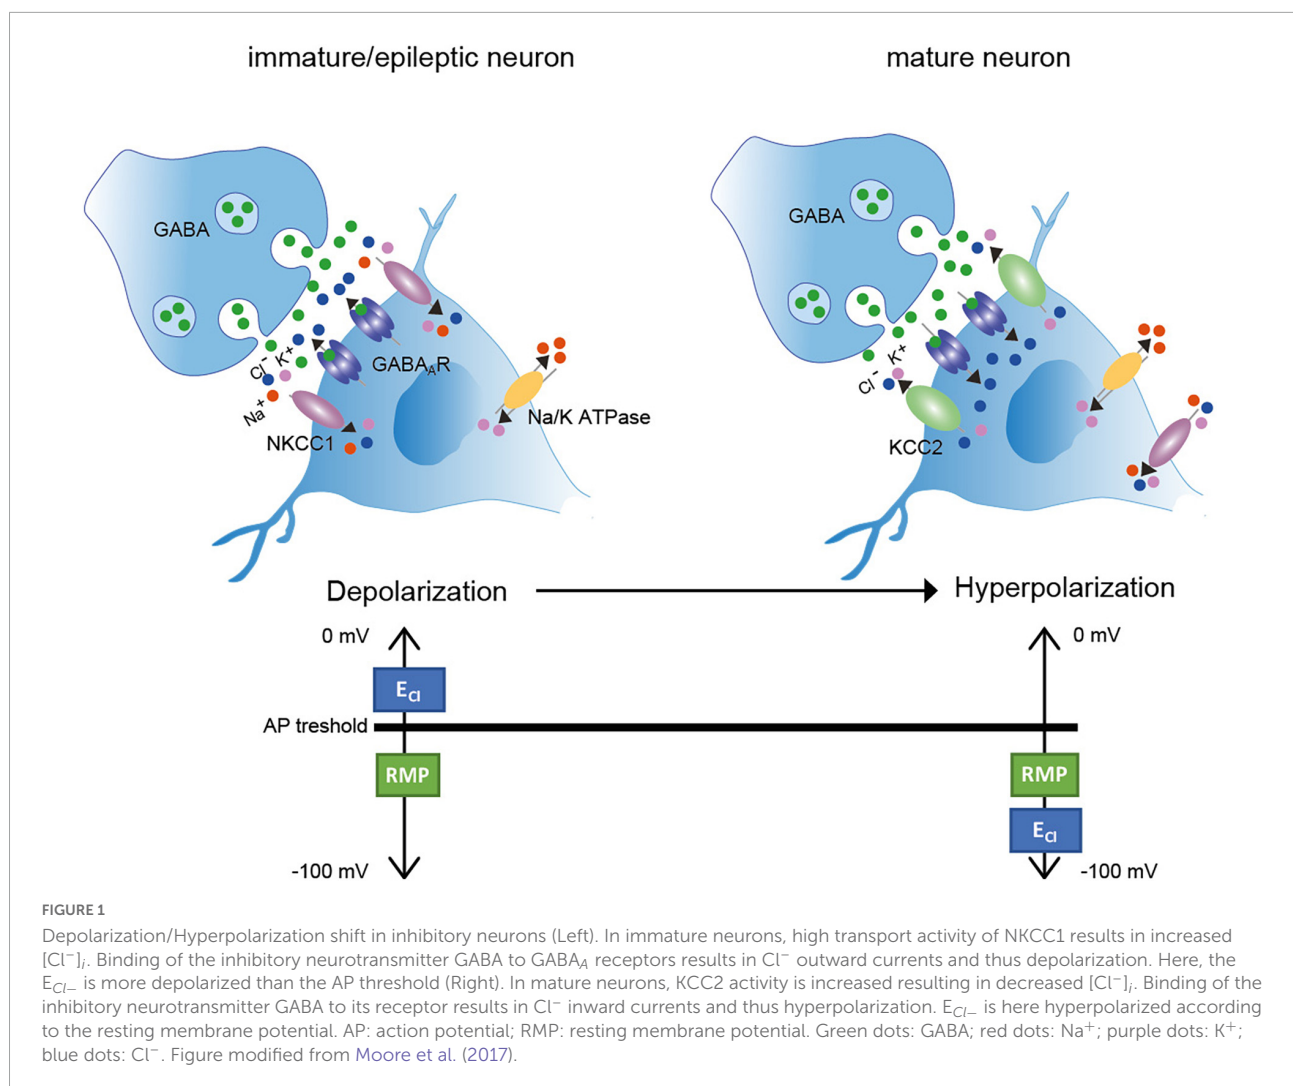 immature/epileptic neuron
mature neuron
GABA
GABA
GABA_AR
Cl⁻ K⁺
Na⁺
NKCC1
Na/K ATPase
K⁺
Cl⁻
KCC2
Depolarization
Hyperpolarization
0 mV
0 mV
E_Cl
AP treshold
RMP
RMP
E_Cl
-100 mV
-100 mV
FIGURE 1
Depolarization/Hyperpolarization shift in inhibitory neurons (Left). In immature neurons, high transport activity of NKCC1 results in increased
[Cl⁻]ᵢ. Binding of the inhibitory neurotransmitter GABA to GABA_A receptors results in Cl⁻ outward currents and thus depolarization. Here, the
E_Cl− is more depolarized than the AP threshold (Right). In mature neurons, KCC2 activity is increased resulting in decreased [Cl⁻]ᵢ. Binding of the
inhibitory neurotransmitter GABA to its receptor results in Cl⁻ inward currents and thus hyperpolarization. E_Cl− is here hyperpolarized according
to the resting membrane potential. AP: action potential; RMP: resting membrane potential. Green dots: GABA; red dots: Na⁺; purple dots: K⁺;
blue dots: Cl⁻. Figure modified from Moore et al. (2017).